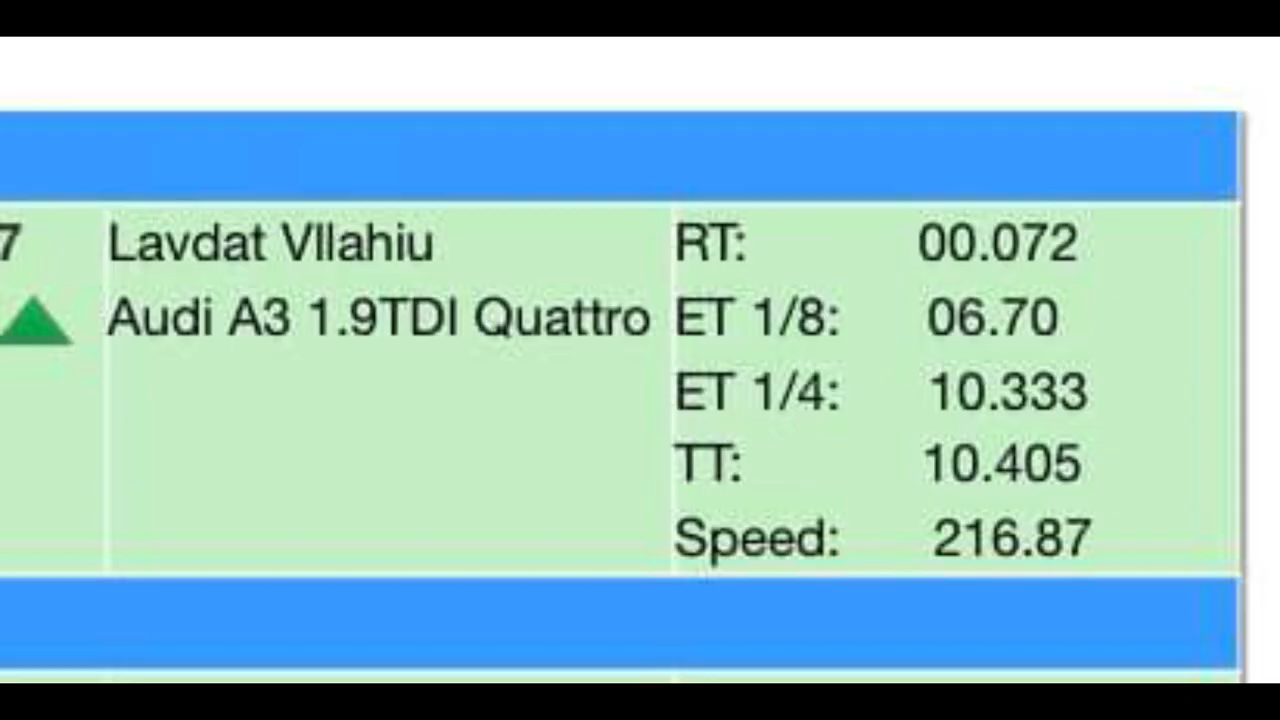 7 Lavdat Vllahiu RT: 00.072
Audi A3 1.9TDI Quattro ET 1/8: 06.70
ET 1/4: 10.333
TT: 10.405
Speed: 216.87